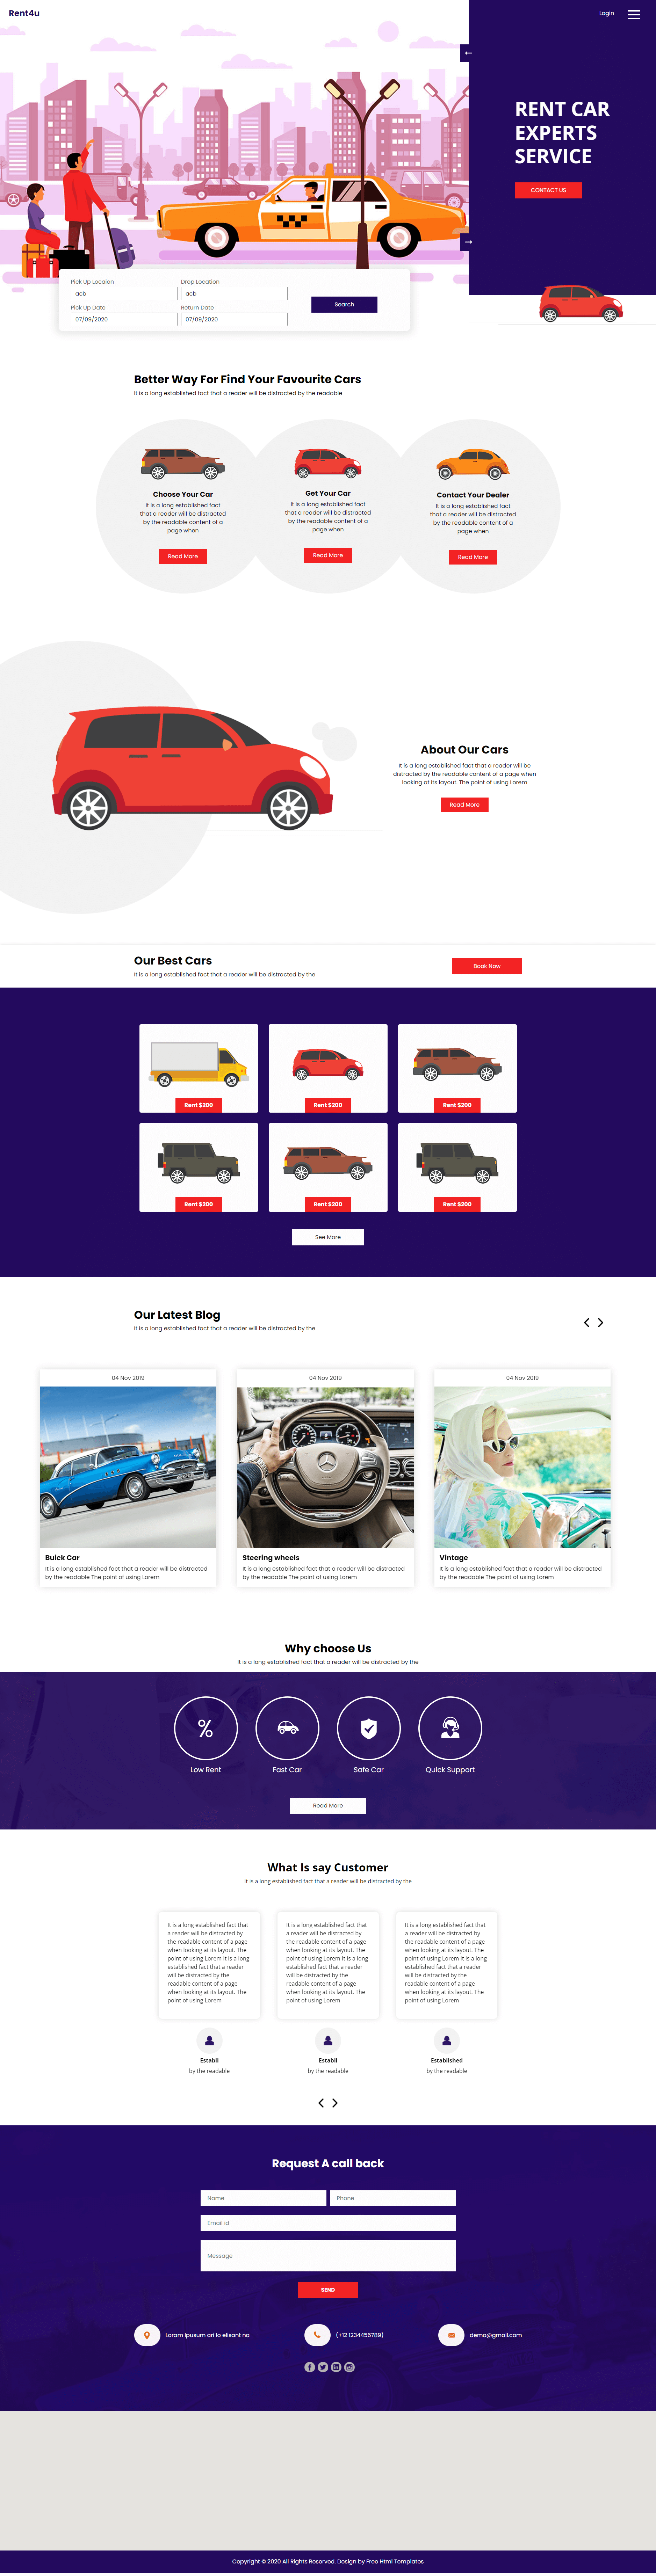 Rent4u
Login
RENT CAR
EXPERTS
SERVICE
CONTACT US
Pick Up Locaion
Drop Location
acb
acb
Search
Pick Up Date
Return Date
07/09/2020
07/09/2020
Better Way For Find Your Favourite Cars
It is a long established fact that a reader will be distracted by the readable
Choose Your Car
It is a long established fact
that a reader will be distracted
by the readable content of a
page when
Read More
Get Your Car
It is a long established fact
that a reader will be distracted
by the readable content of a
page when
Read More
Contact Your Dealer
It is a long established fact
that a reader will be distracted
by the readable content of a
page when
Read More
About Our Cars
It is a long established fact that a reader will be
distracted by the readable content of a page when
looking at its layout. The point of using Lorem
Read More
Our Best Cars
It is a long established fact that a reader will be distracted by the
Book Now
Rent $200
Rent $200
Rent $200
Rent $200
Rent $200
Rent $200
See More
Our Latest Blog
It is a long established fact that a reader will be distracted by the
04 Nov 2019
Buick Car
It is a long established fact that a reader will be distracted
by the readable The point of using Lorem
04 Nov 2019
Steering wheels
It is a long established fact that a reader will be distracted
by the readable The point of using Lorem
04 Nov 2019
Vintage
It is a long established fact that a reader will be distracted
by the readable The point of using Lorem
Why choose Us
It is a long established fact that a reader will be distracted by the
%
Low Rent
Fast Car
Safe Car
Quick Support
Read More
What Is say Customer
It is a long established fact that a reader will be distracted by the
It is a long established fact that
a reader will be distracted by
the readable content of a page
when looking at its layout. The
point of using Lorem It is a long
established fact that a reader
will be distracted by the
readable content of a page
when looking at its layout. The
point of using Lorem
Establi
by the readable
It is a long established fact that
a reader will be distracted by
the readable content of a page
when looking at its layout. The
point of using Lorem It is a long
established fact that a reader
will be distracted by the
readable content of a page
when looking at its layout. The
point of using Lorem
Establi
by the readable
It is a long established fact that
a reader will be distracted by
the readable content of a page
when looking at its layout. The
point of using Lorem It is a long
established fact that a reader
will be distracted by the
readable content of a page
when looking at its layout. The
point of using Lorem
Established
by the readable
Request A call back
Name
Phone
Email Id
Message
SEND
Loram Ipusum ari lo elisant na
(+12 1234456789)
demo@gmail.com
Copyright © 2020 All Rights Reserved. Design by Free Html Templates